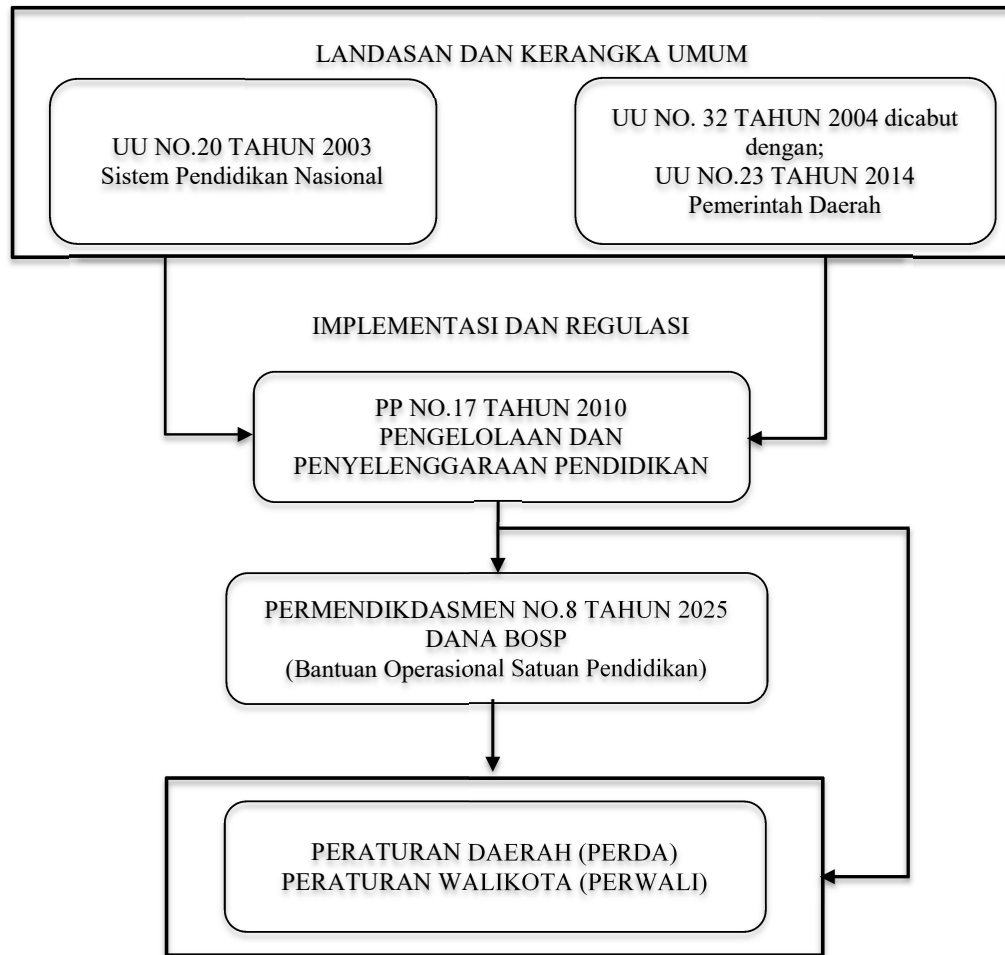 LANDASAN DAN KERANGKA UMUM
UU NO.20 TAHUN 2003
Sistem Pendidikan Nasional
UU NO. 32 TAHUN 2004 dicabut
dengan;
UU NO.23 TAHUN 2014
Pemerintah Daerah
IMPLEMENTASI DAN REGULASI
PP NO.17 TAHUN 2010
PENGELOLAAN DAN
PENYELENGGARAAN PENDIDIKAN
PERMENDIKDASMEN NO.8 TAHUN 2025
DANA BOSP
(Bantuan Operasional Satuan Pendidikan)
PERATURAN DAERAH (PERDA)
PERATURAN WALIKOTA (PERWALI)